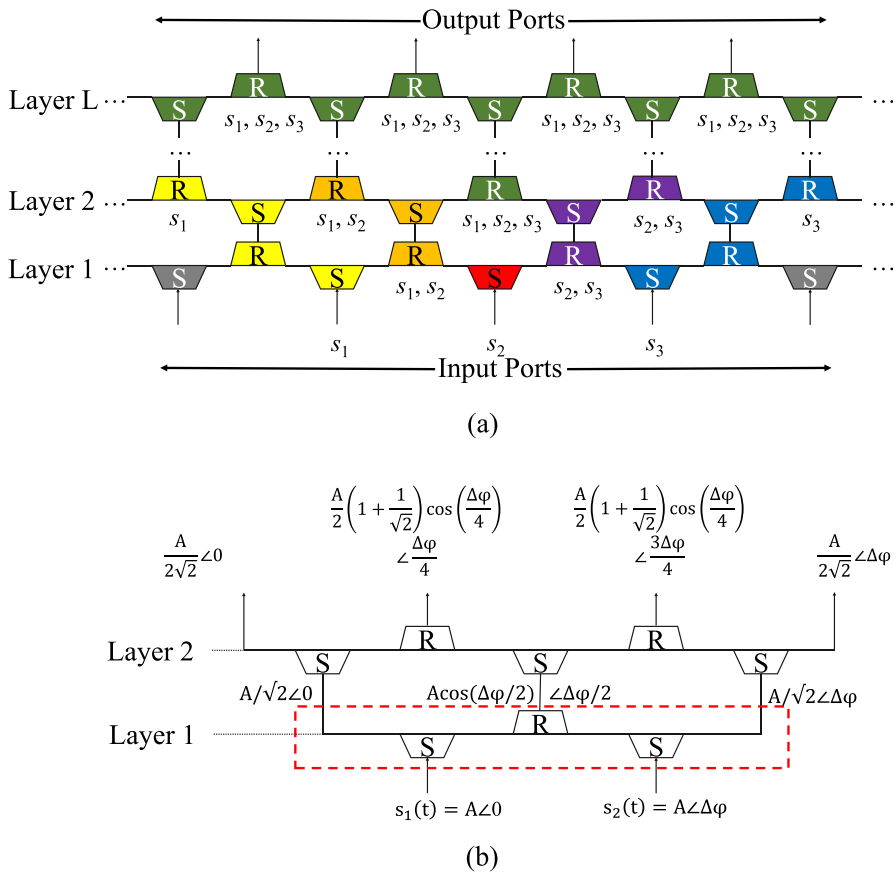 Output Ports
R R R R
Layer L ... S S S S S ...
s₁, s₂, s₃ s₁, s₂, s₃ s₁, s₂, s₃ s₁, s₂, s₃
... ... ... ... ...
R R R R R
Layer 2 ... S S S S ...
s₁ s₁, s₂ s₁, s₂, s₃ s₂, s₃ s₃
R R R R
Layer 1 ... S S S S S ...
s₁, s₂ s₂, s₃
s₁ s₂ s₃
Input Ports
(a)
A/2 (1 + 1/√2) cos(Δφ/4) A/2 (1 + 1/√2) cos(Δφ/4)
A/2√2 ∠0 ∠Δφ/4 ∠3Δφ/4 A/2√2 ∠Δφ
R R
Layer 2 S S S
A/√2∠0 Acos(Δφ/2) ∠Δφ/2 A/√2∠Δφ
R
Layer 1 S S
s₁(t) = A∠0 s₂(t) = A∠Δφ
(b)